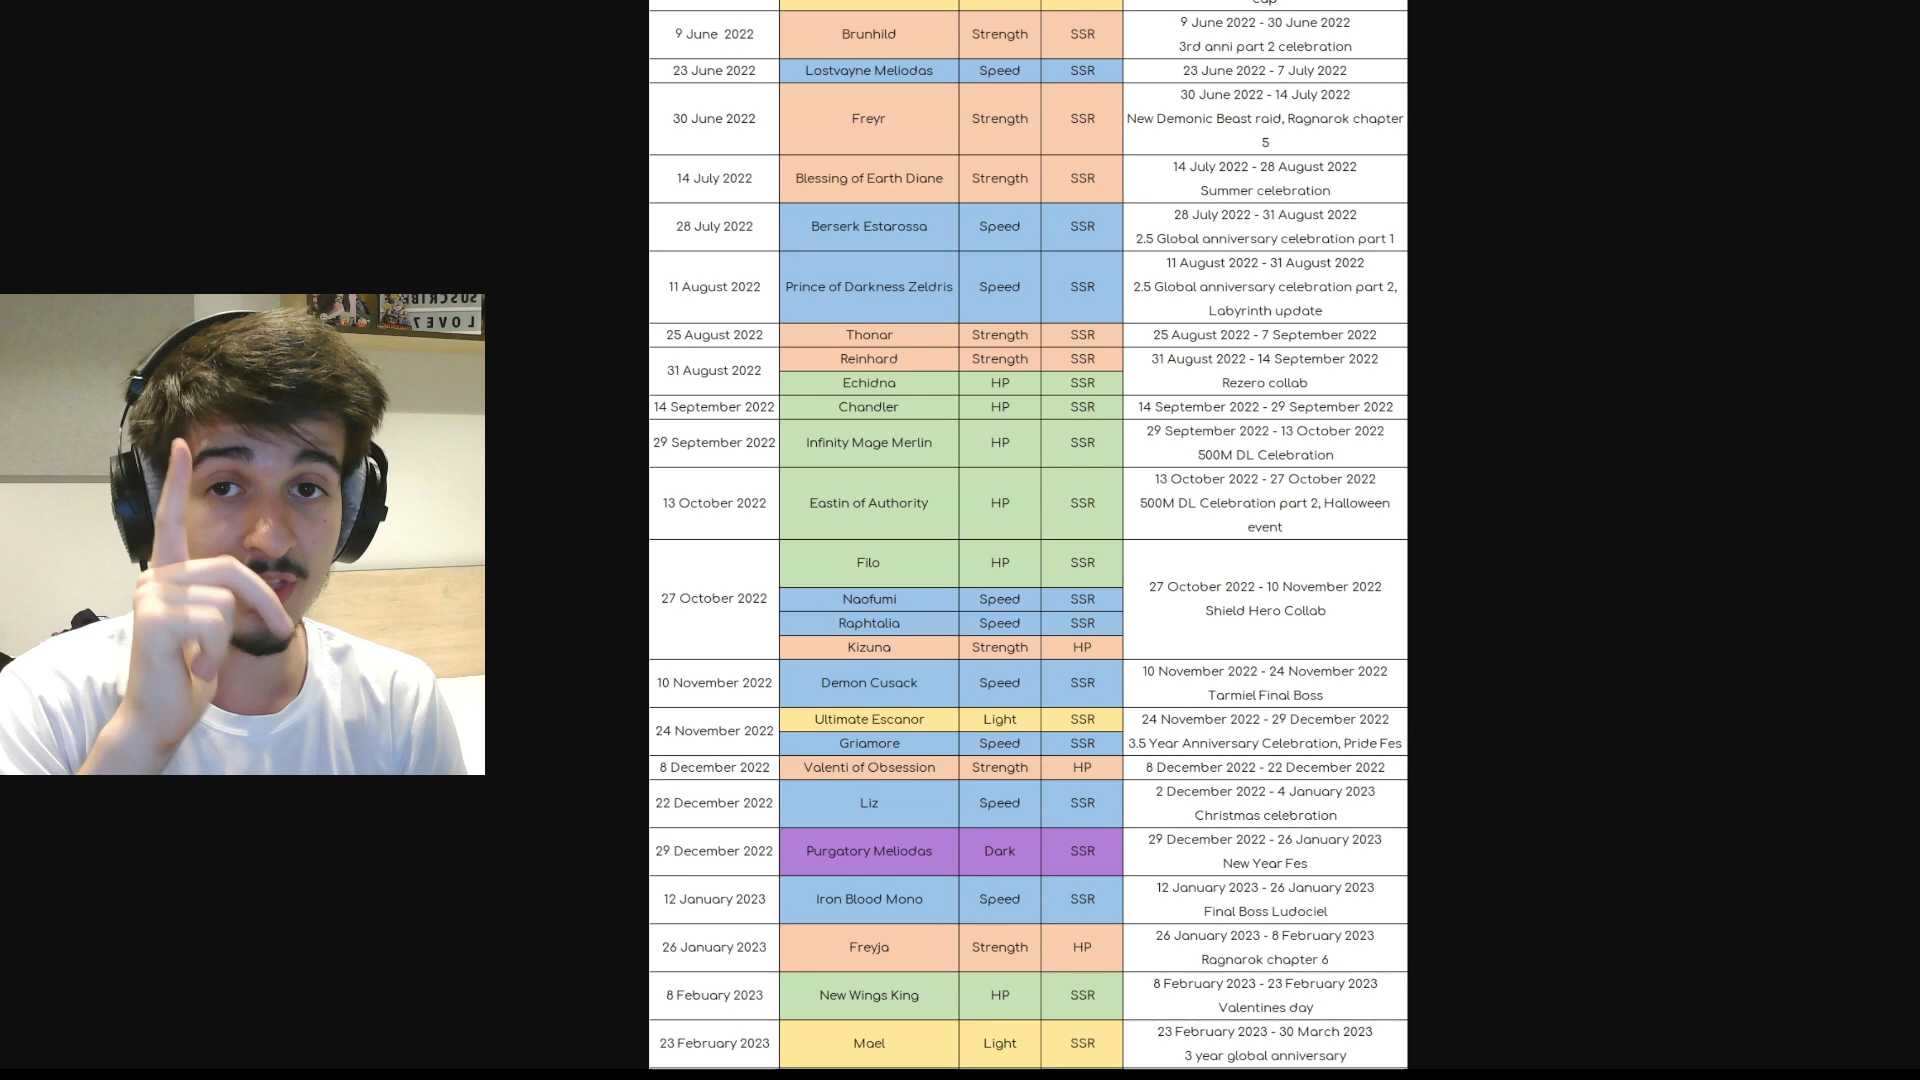 cap
9 June 2022 Brunhild Strength SSR 9 June 2022 - 30 June 2022
3rd anni part 2 celebration
23 June 2022 Lostvayne Meliodas Speed SSR 23 June 2022 - 7 July 2022
30 June 2022 Freyr Strength SSR 30 June 2022 - 14 July 2022
New Demonic Beast raid, Ragnarok chapter
5
14 July 2022 Blessing of Earth Diane Strength SSR 14 July 2022 - 28 August 2022
Summer celebration
28 July 2022 Berserk Estarossa Speed SSR 28 July 2022 - 31 August 2022
2.5 Global anniversary celebration part 1
11 August 2022 Prince of Darkness Zeldris Speed SSR 11 August 2022 - 31 August 2022
2.5 Global anniversary celebration part 2,
Labyrinth update
25 August 2022 Thonar Strength SSR 25 August 2022 - 7 September 2022
31 August 2022 Reinhard Strength SSR 31 August 2022 - 14 September 2022
Echidna HP SSR Rezero collab
14 September 2022 Chandler HP SSR 14 September 2022 - 29 September 2022
29 September 2022 Infinity Mage Merlin HP SSR 29 September 2022 - 13 October 2022
500M DL Celebration
13 October 2022 Eastin of Authority HP SSR 13 October 2022 - 27 October 2022
500M DL Celebration part 2, Halloween
event
27 October 2022 Filo HP SSR 27 October 2022 - 10 November 2022
Naofumi Speed SSR Shield Hero Collab
Raphtalia Speed SSR
Kizuna Strength HP
10 November 2022 Demon Cusack Speed SSR 10 November 2022 - 24 November 2022
Tarmiel Final Boss
24 November 2022 Ultimate Escanor Light SSR 24 November 2022 - 29 December 2022
Griamore Speed SSR 3.5 Year Anniversary Celebration, Pride Fes
8 December 2022 Valenti of Obsession Strength HP 8 December 2022 - 22 December 2022
22 December 2022 Liz Speed SSR 2 December 2022 - 4 January 2023
Christmas celebration
29 December 2022 Purgatory Meliodas Dark SSR 29 December 2022 - 26 January 2023
New Year Fes
12 January 2023 Iron Blood Mono Speed SSR 12 January 2023 - 26 January 2023
Final Boss Ludociel
26 January 2023 Freyja Strength HP 26 January 2023 - 8 February 2023
Ragnarok chapter 6
8 Febuary 2023 New Wings King HP SSR 8 February 2023 - 23 February 2023
Valentines day
23 February 2023 Mael Light SSR 23 February 2023 - 30 March 2023
3 year global anniversary
SUSCRIBE
LOVE7